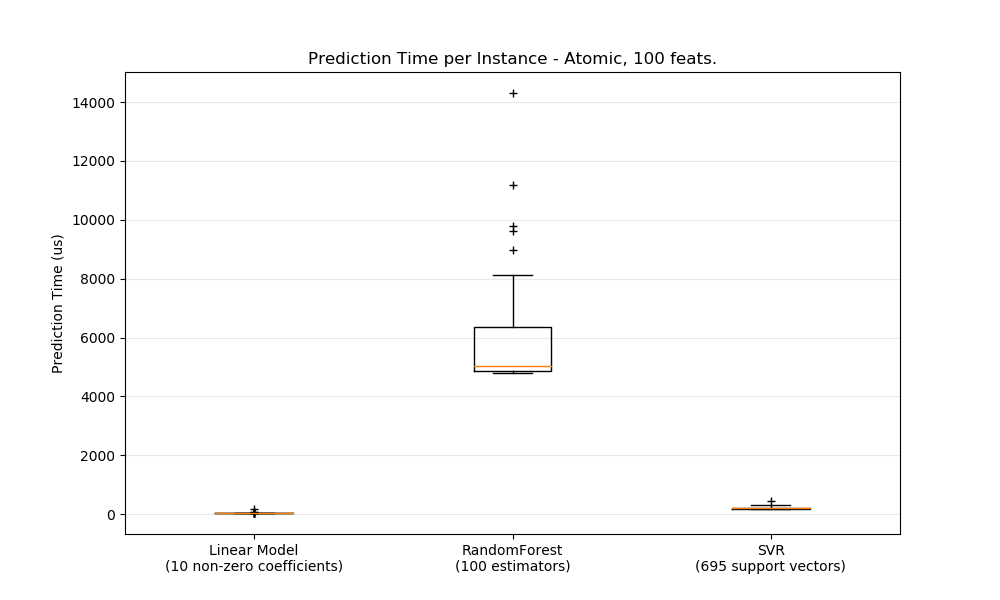 Prediction Time per Instance - Atomic, 100 feats.
Prediction Time (us)
14000
12000
10000
8000
6000
4000
2000
0
Linear Model
(10 non-zero coefficients)
RandomForest
(100 estimators)
SVR
(695 support vectors)